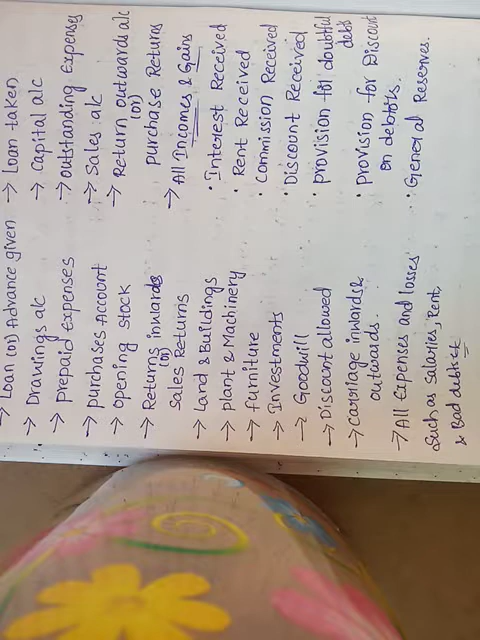 → Loan (or) Advance given
→ Drawings a/c
→ Prepaid Expenses
→ purchases Account
→ opening stock
→ Returns inwards
(or)
Sales Returns
→ Land & Buildings
→ plant & Machinery
→ furniture
→ Investments
→ Goodwill
→ Discount allowed
→ Carriage inwards &
outwards.
→ All Expenses and losses
Such as salaries, Rent,
& Bad debts
→ Loan taken
→ Capital a/c
→ outstanding Expenses
→ Sales a/c
→ Return outwards a/c
(or)
purchase Returns
→ All Incomes & Gains
• Interest Received
• Rent Received
• Commission Received
• Discount Received
• provision for doubtful
debts
• provision for Discount
on debtors.
• General Reserves.